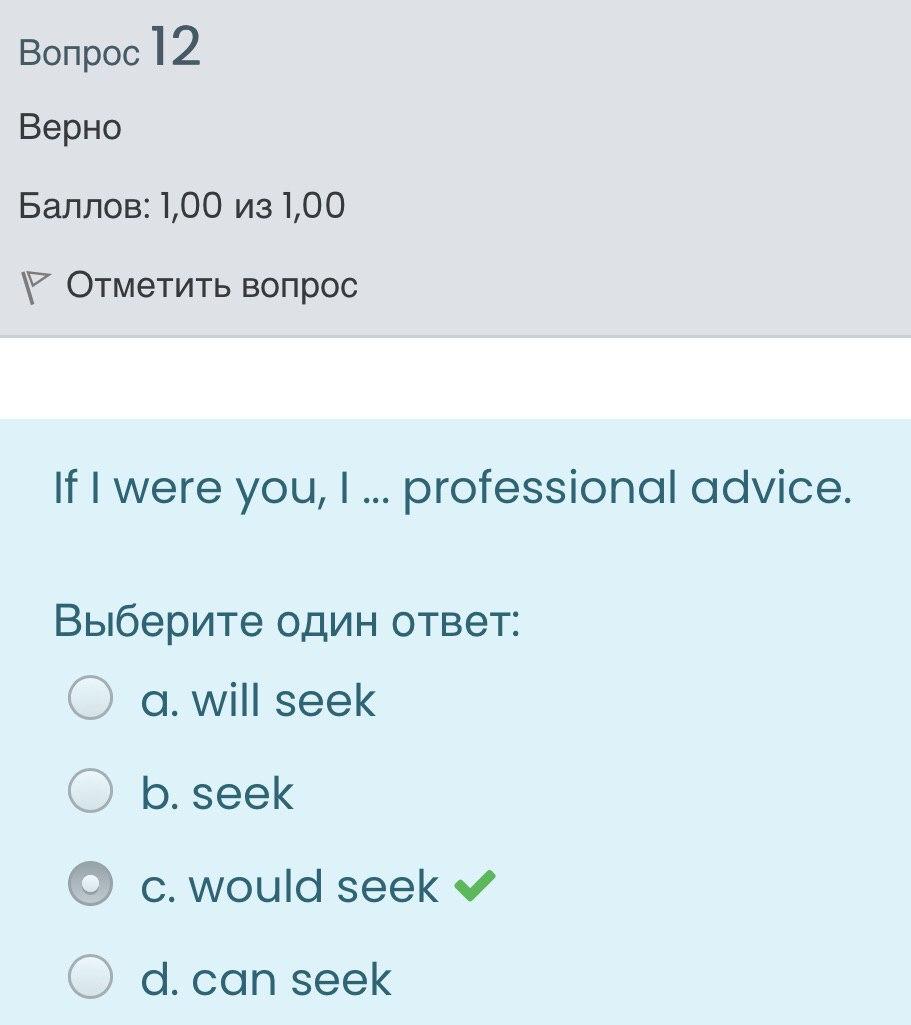 Вопрос 12
Верно
Баллов: 1,00 из 1,00
Отметить вопрос
If I were you, I ... professional advice.
Выберите один ответ:
a. will seek
b. seek
c. would seek
d. can seek